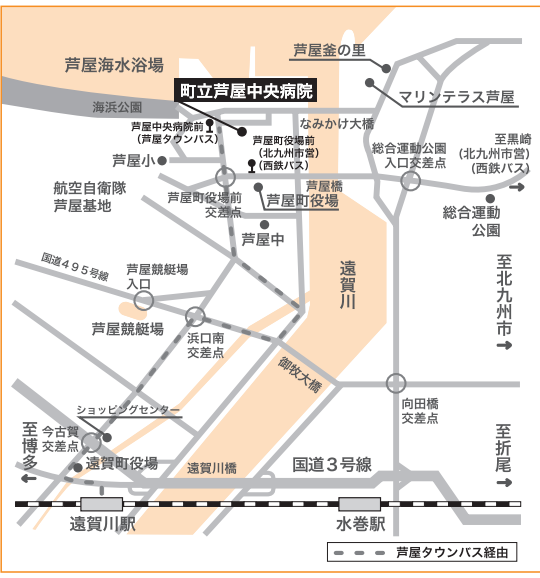 芦屋釜の里
芦屋海水浴場
町立芦屋中央病院
マリンテラス芦屋
海浜公園
芦屋中央病院前
(芦屋タウンバス)
なみかけ大橋
芦屋町役場前
(北九州市営)
(西鉄バス)
総合運動公園
入口交差点
至黒崎
(北九州市営)
(西鉄バス)
芦屋小
航空自衛隊
芦屋基地
芦屋町役場前
交差点
芦屋橋
芦屋町役場
総合運動
公園
芦屋中
国道495号線
芦屋競艇場
入口
遠賀川
至北九州市
芦屋競艇場
浜口南
交差点
御牧大橋
向田橋
交差点
ショッピングセンター
至博多
今古賀
交差点
遠賀町役場
遠賀川橋
国道3号線
至折尾
遠賀川駅
水巻駅
芦屋タウンバス経由